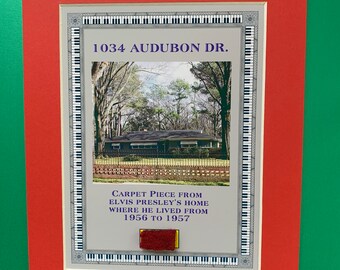 1034 AUDUBON DR.
CARPET PIECE FROM
ELVIS PRESLEY'S HOME
WHERE HE LIVED FROM
1956 TO 1957